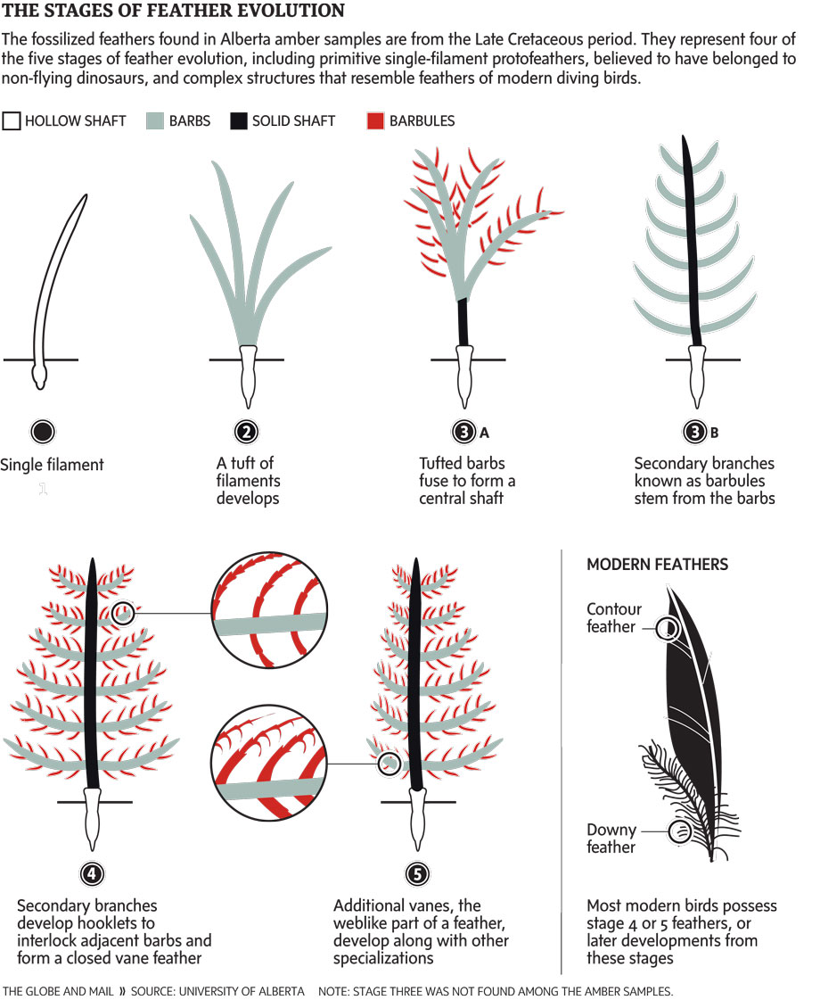 THE STAGES OF FEATHER EVOLUTION
The fossilized feathers found in Alberta amber samples are from the Late Cretaceous period. They represent four of
the five stages of feather evolution, including primitive single-filament protofeathers, believed to have belonged to
non-flying dinosaurs, and complex structures that resemble feathers of modern diving birds.
HOLLOW SHAFT BARBS SOLID SHAFT BARBULES
Single filament
1
2
A tuft of
filaments
develops
3 A
Tufted barbs
fuse to form a
central shaft
3 B
Secondary branches
known as barbules
stem from the barbs
4
Secondary branches
develop hooklets to
interlock adjacent barbs and
form a closed vane feather
5
Additional vanes, the
weblike part of a feather,
develop along with other
specializations
MODERN FEATHERS
Contour
feather
Downy
feather
Most modern birds possess
stage 4 or 5 feathers, or
later developments from
these stages
THE GLOBE AND MAIL » SOURCE: UNIVERSITY OF ALBERTA NOTE: STAGE THREE WAS NOT FOUND AMONG THE AMBER SAMPLES.